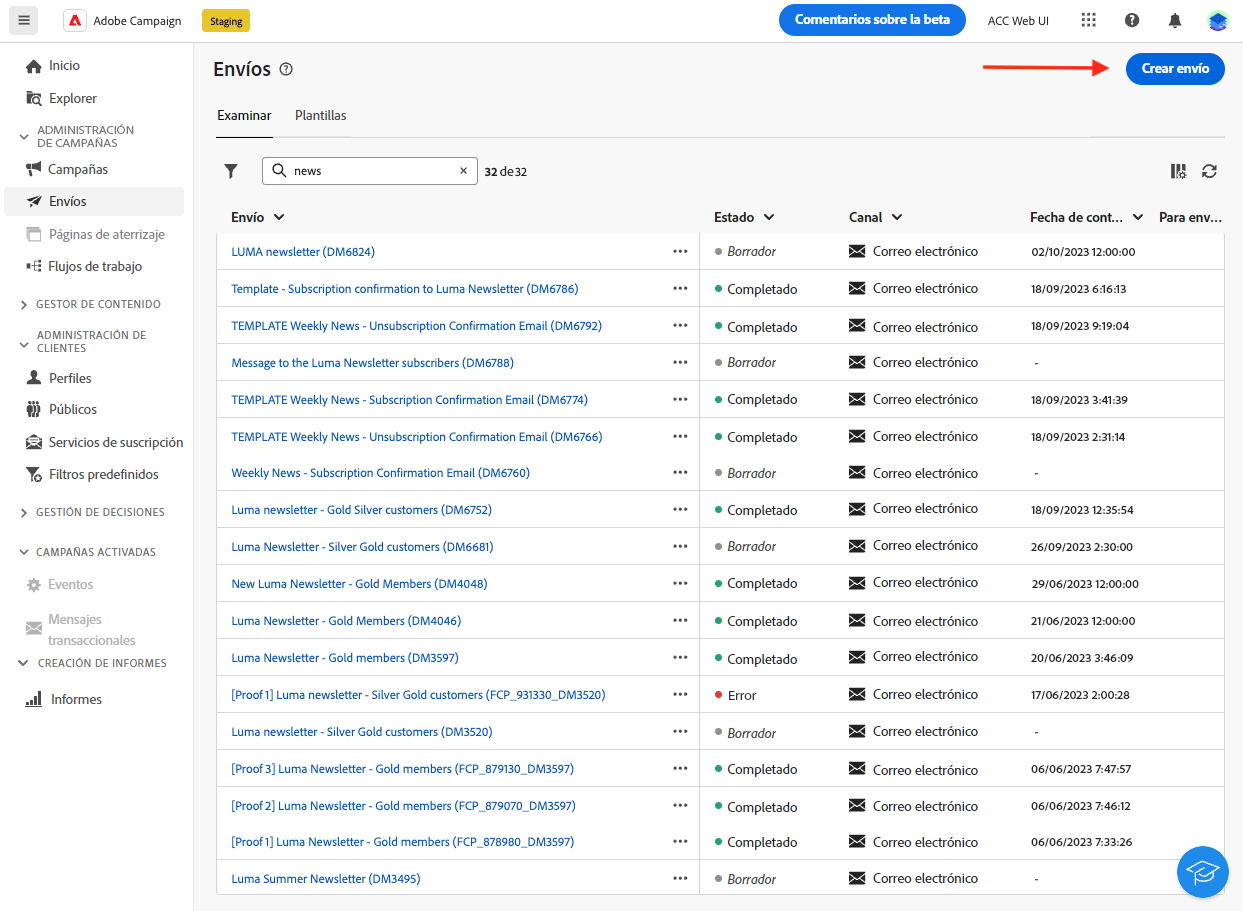 Adobe Campaign
Staging
Comentarios sobre la beta
ACC Web UI
Inicio
Explorer
ADMINISTRACIÓN
DE CAMPAÑAS
Campañas
Envíos
Páginas de aterrizaje
Flujos de trabajo
GESTOR DE CONTENIDO
ADMINISTRACIÓN DE
CLIENTES
Perfiles
Públicos
Servicios de suscripción
Filtros predefinidos
GESTIÓN DE DECISIONES
CAMPAÑAS ACTIVADAS
Eventos
Mensajes
transaccionales
CREACIÓN DE INFORMES
Informes
Envíos
Crear envío
Examinar Plantillas
news 32 de32
Envío Estado Canal Fecha de cont... Para env...
LUMA newsletter (DM6824) Borrador Correo electrónico 02/10/2023 12:00:00
Template - Subscription confirmation to Luma Newsletter (DM6786) Completado Correo electrónico 18/09/2023 6:16:13
TEMPLATE Weekly News - Unsubscription Confirmation Email (DM6792) Completado Correo electrónico 18/09/2023 9:19:04
Message to the Luma Newsletter subscribers (DM6788) Borrador Correo electrónico -
TEMPLATE Weekly News - Subscription Confirmation Email (DM6774) Completado Correo electrónico 18/09/2023 3:41:39
TEMPLATE Weekly News - Unsubscription Confirmation Email (DM6766) Completado Correo electrónico 18/09/2023 2:31:14
Weekly News - Subscription Confirmation Email (DM6760) Borrador Correo electrónico -
Luma newsletter - Gold Silver customers (DM6752) Completado Correo electrónico 18/09/2023 12:35:54
Luma Newsletter - Silver Gold customers (DM6681) Borrador Correo electrónico 26/09/2023 2:30:00
New Luma Newsletter - Gold Members (DM4048) Completado Correo electrónico 29/06/2023 12:00:00
Luma Newsletter - Gold Members (DM4046) Completado Correo electrónico 21/06/2023 12:00:00
Luma Newsletter - Gold members (DM3597) Completado Correo electrónico 20/06/2023 3:46:09
[Proof 1] Luma newsletter - Silver Gold customers (FCP_931330_DM3520) Error Correo electrónico 17/06/2023 2:00:28
Luma newsletter - Silver Gold customers (DM3520) Borrador Correo electrónico -
[Proof 3] Luma Newsletter - Gold members (FCP_879130_DM3597) Completado Correo electrónico 06/06/2023 7:47:57
[Proof 2] Luma Newsletter - Gold members (FCP_879070_DM3597) Completado Correo electrónico 06/06/2023 7:46:12
[Proof 1] Luma Newsletter - Gold members (FCP_878980_DM3597) Completado Correo electrónico 06/06/2023 7:33:26
Luma Summer Newsletter (DM3495) Borrador Correo electrónico -